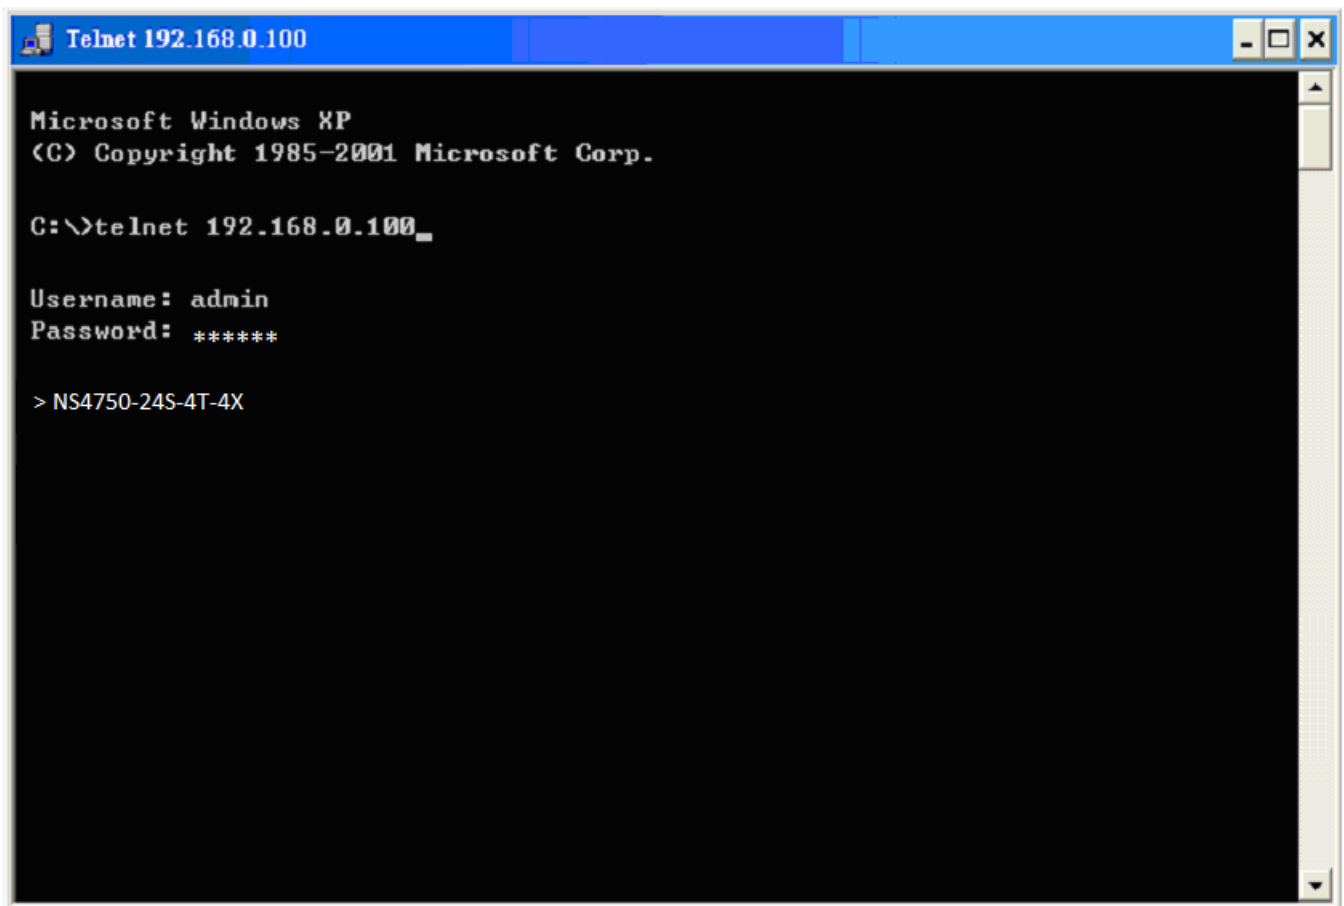 Telnet 192.168.0.100
Microsoft Windows XP
(C) Copyright 1985-2001 Microsoft Corp.
C:\>telnet 192.168.0.100_
Username: admin
Password: ******
> NS4750-24S-4T-4X